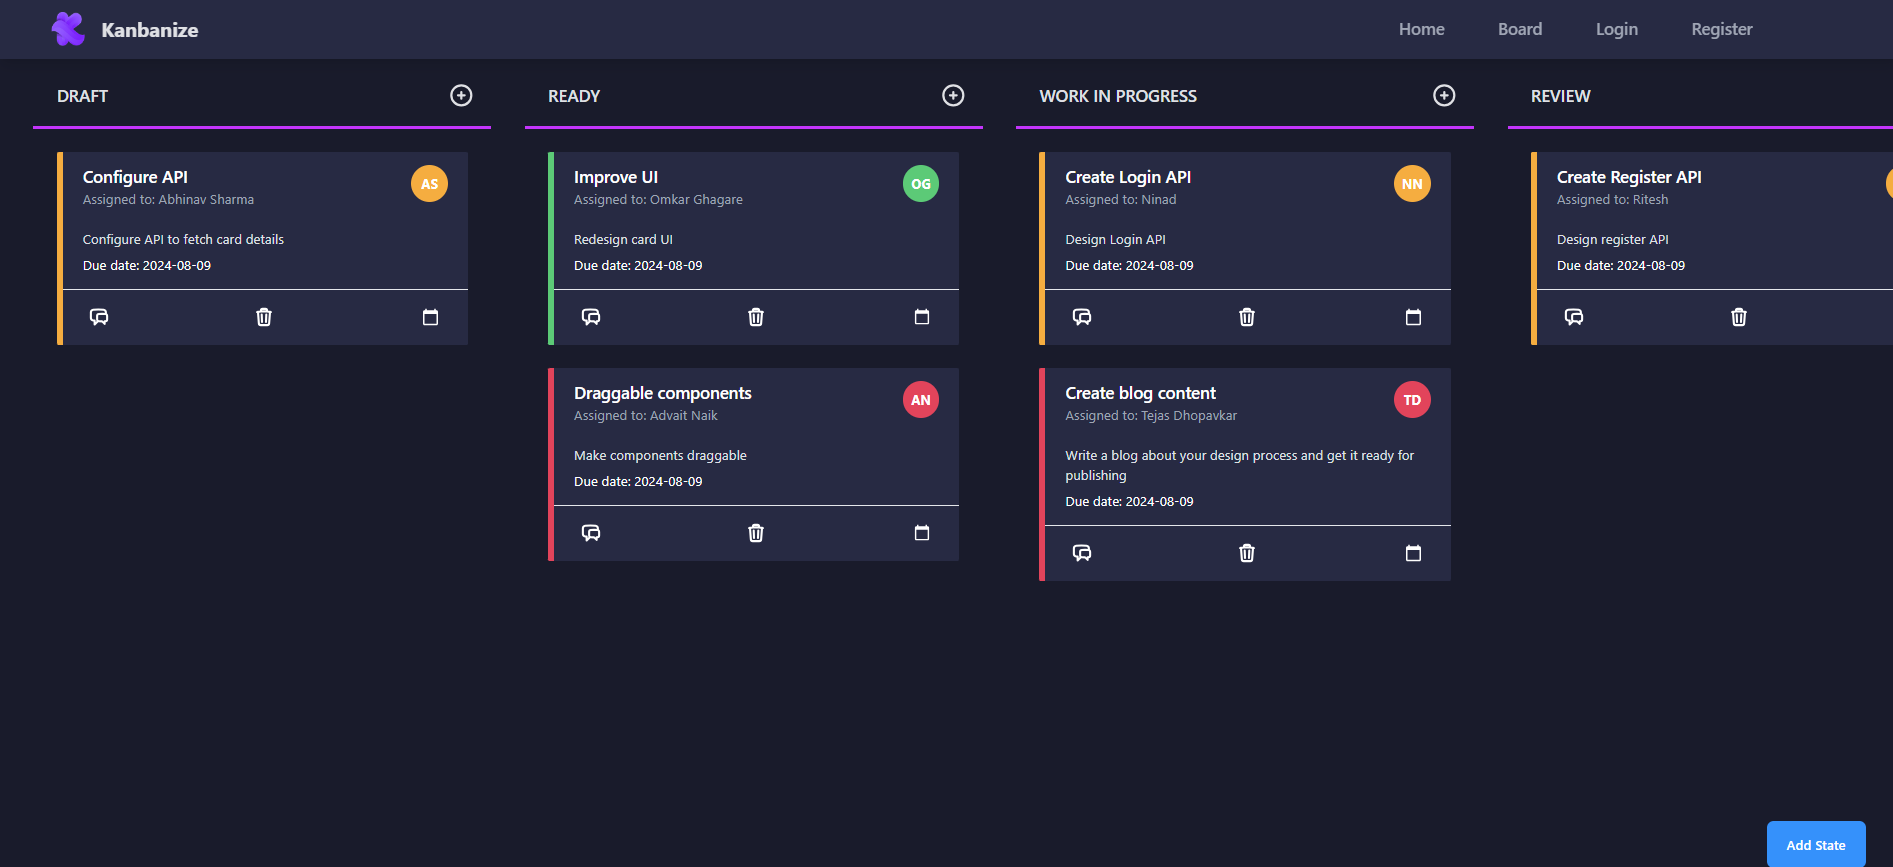 Kanbanize
Home
Board
Login
Register
DRAFT
Configure API
AS
Assigned to: Abhinav Sharma
Configure API to fetch card details
Due date: 2024-08-09
READY
Improve UI
OG
Assigned to: Omkar Ghagare
Redesign card UI
Due date: 2024-08-09
Draggable components
AN
Assigned to: Advait Naik
Make components draggable
Due date: 2024-08-09
WORK IN PROGRESS
Create Login API
NN
Assigned to: Ninad
Design Login API
Due date: 2024-08-09
Create blog content
TD
Assigned to: Tejas Dhopavkar
Write a blog about your design process and get it ready for
publishing
Due date: 2024-08-09
REVIEW
Create Register API
Assigned to: Ritesh
Design register API
Due date: 2024-08-09
Add State